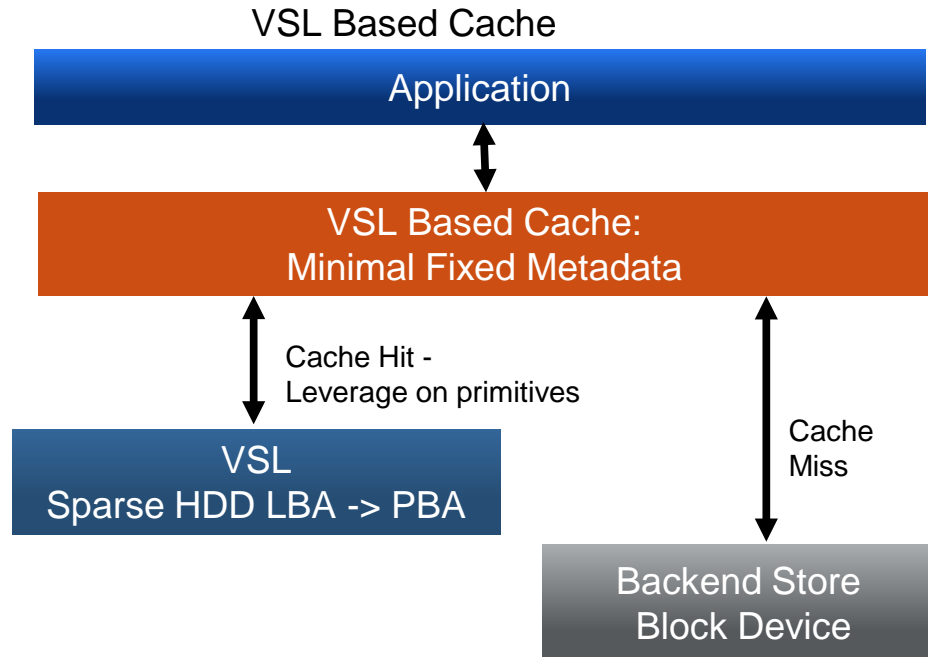 VSL Based Cache
Application
VSL Based Cache:
Minimal Fixed Metadata
Cache Hit -
Leverage on primitives
VSL
Sparse HDD LBA -> PBA
Cache
Miss
Backend Store
Block Device